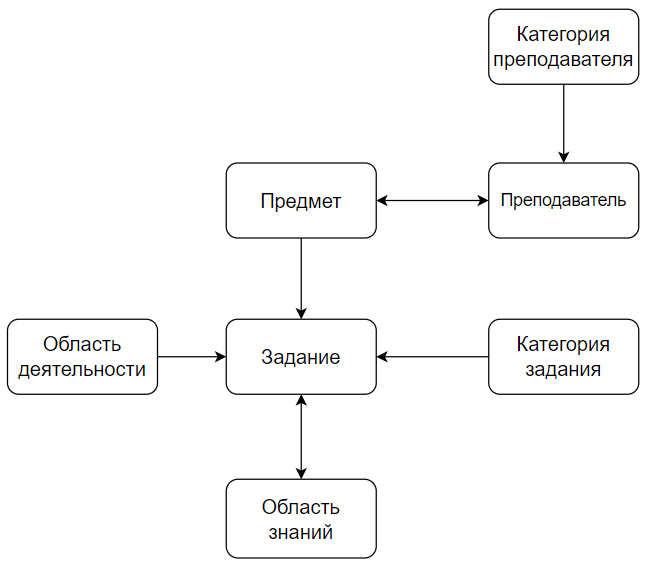 Категория
преподавателя
Предмет
Преподаватель
Область
деятельности
Задание
Категория
задания
Область
знаний